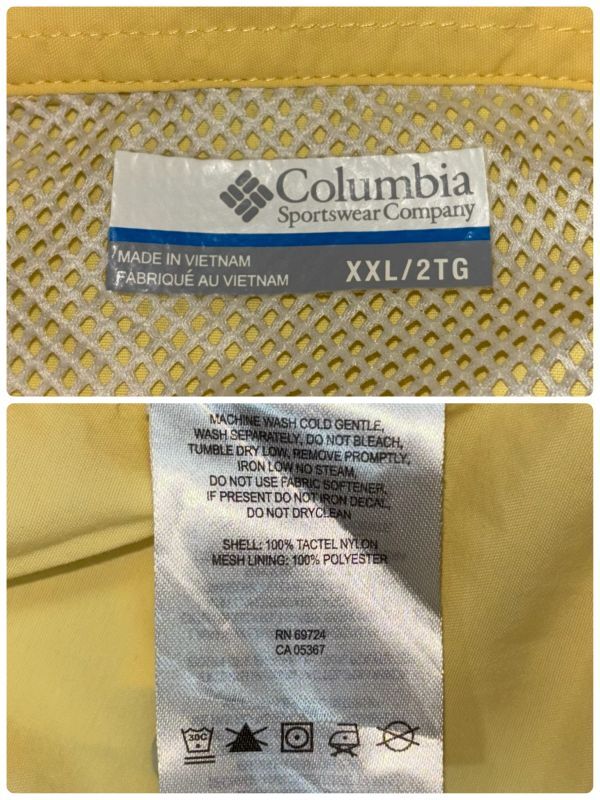 Columbia
Sportswear Company
MADE IN VIETNAM
FABRIQUÉ AU VIETNAM
XXL/2TG
MACHINE WASH COLD GENTLE,
WASH SEPARATELY, DO NOT BLEACH,
TUMBLE DRY LOW, REMOVE PROMPTLY,
IRON LOW NO STEAM,
DO NOT USE FABRIC SOFTENER,
IF PRESENT DO NOT IRON DECAL,
DO NOT DRYCLEAN
SHELL: 100% TACTEL NYLON
MESH LINING: 100% POLYESTER
RN 69724
CA 05367
30C